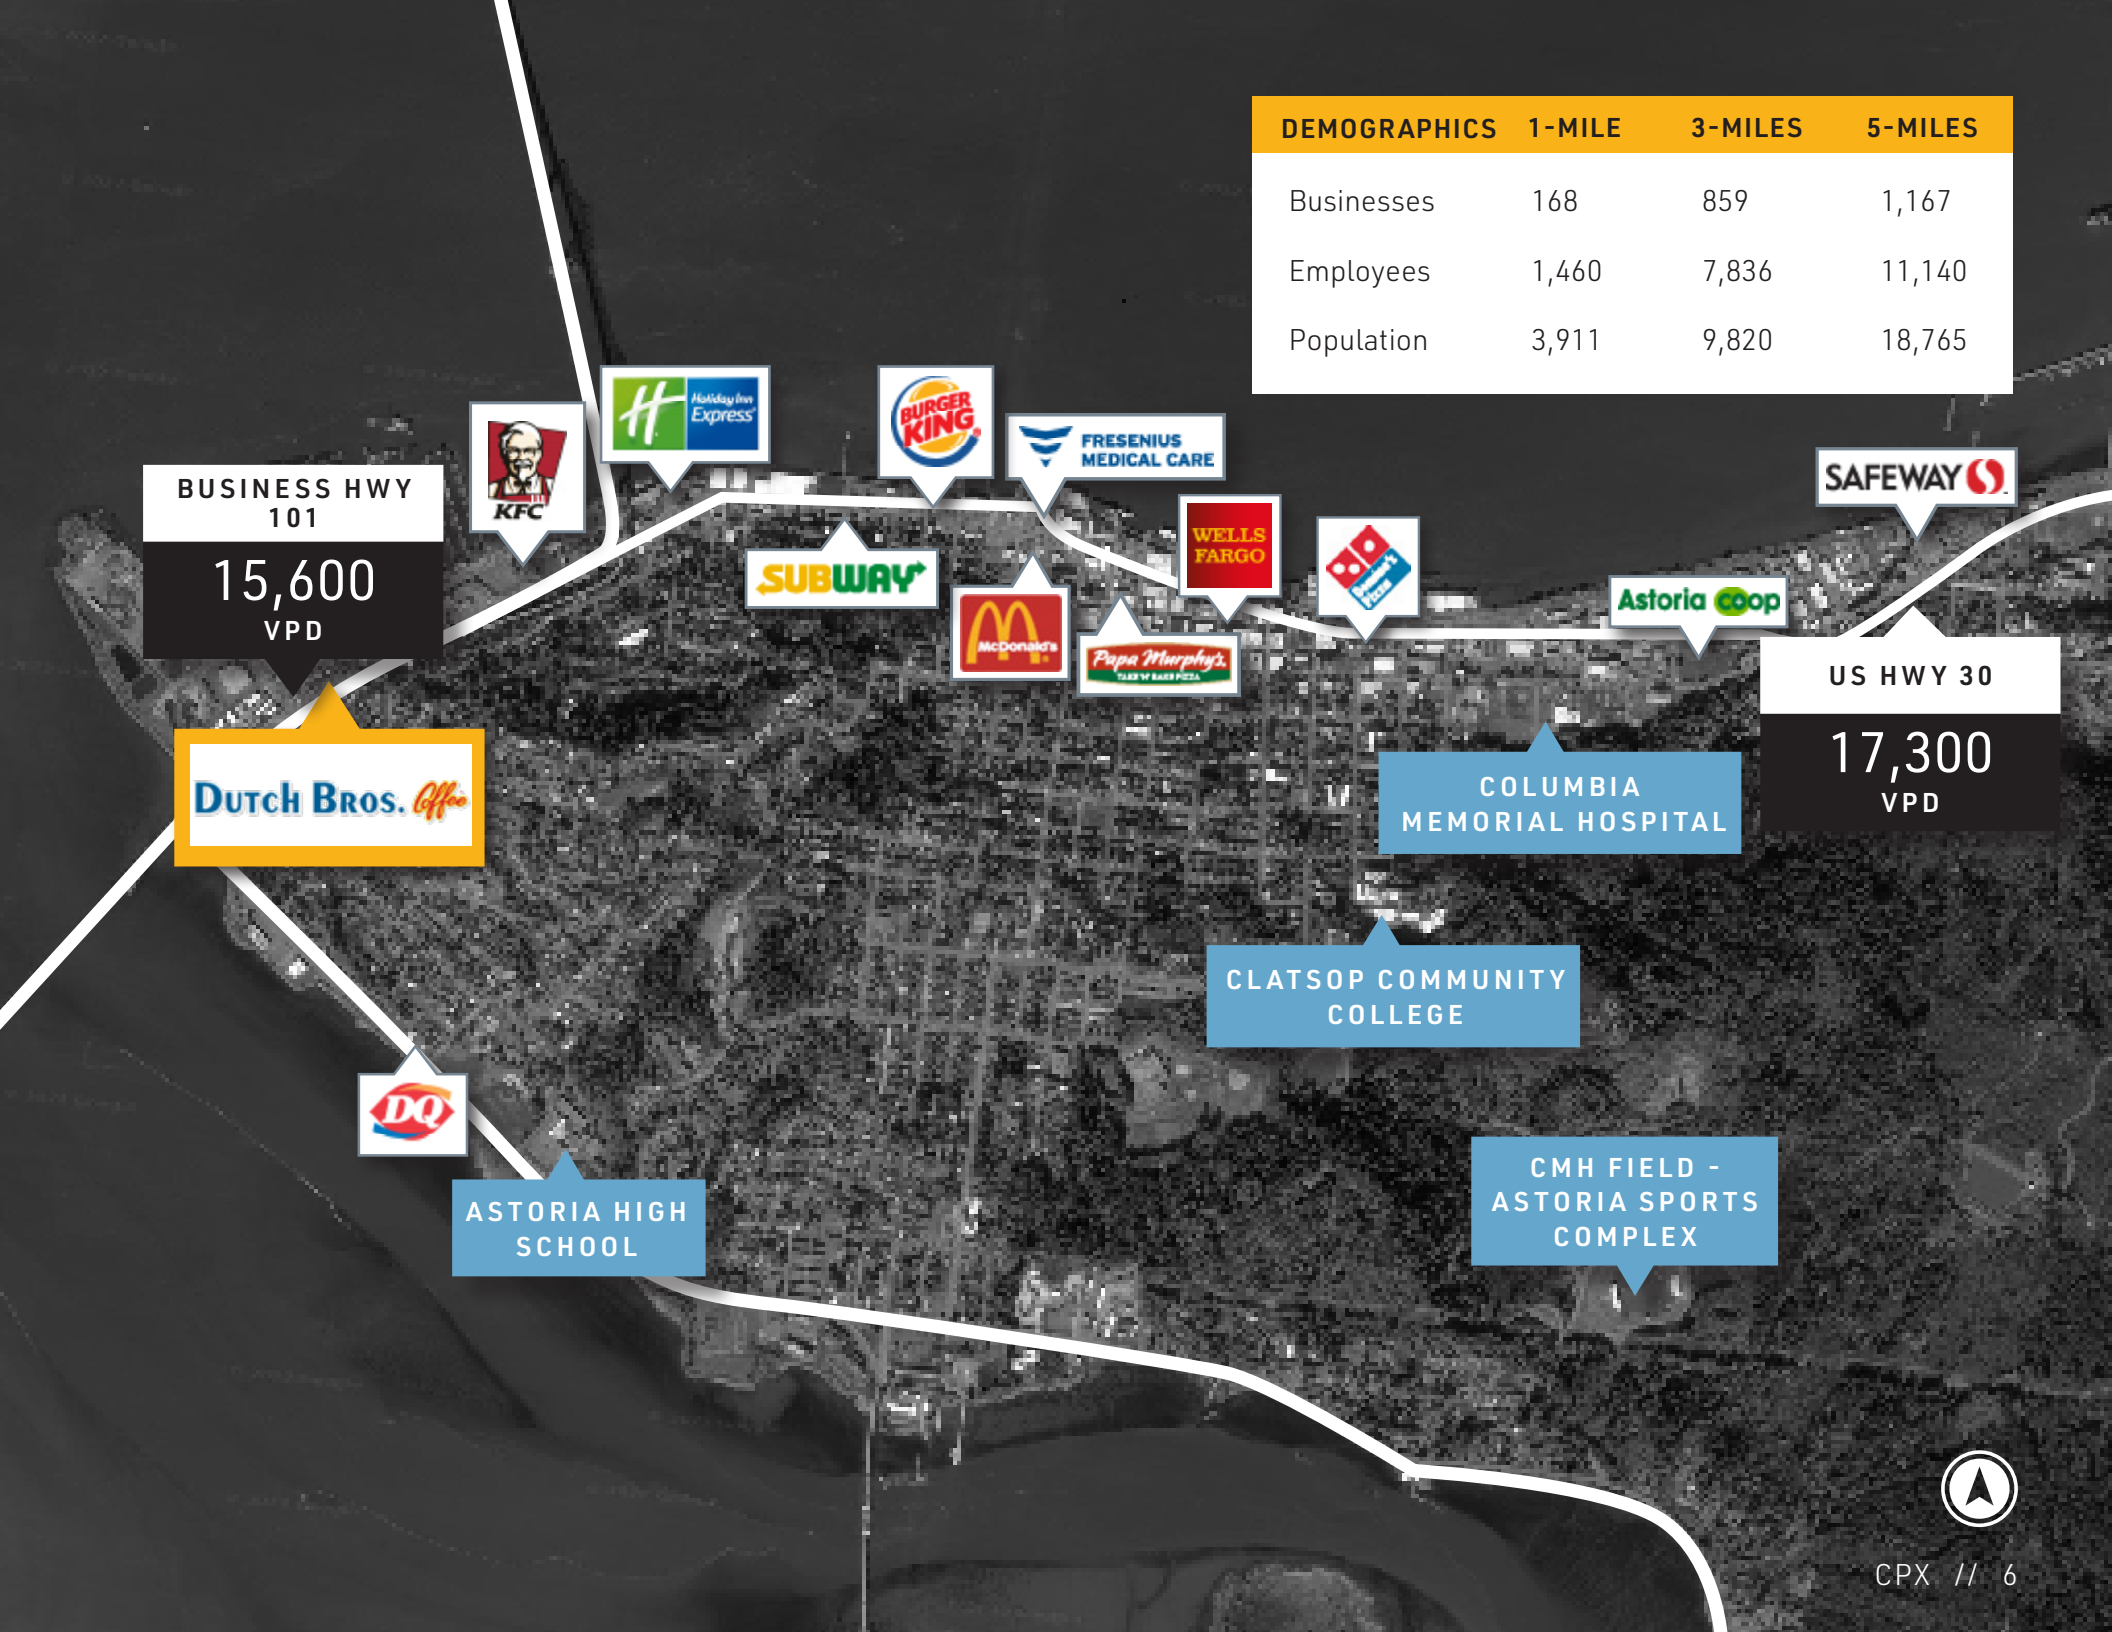 DEMOGRAPHICS 1-MILE 3-MILES 5-MILES
Businesses 168 859 1,167
Employees 1,460 7,836 11,140
Population 3,911 9,820 18,765
Holiday Inn
Express
BURGER
KING
KFC
FRESENIUS
MEDICAL CARE
SAFEWAY
BUSINESS HWY
101
15,600
VPD
WELLS
FARGO
Domino's
Pizza
SUBWAY
McDonald's
Papa Murphy's
TAKE 'N' BAKE PIZZA
Astoria coop
US HWY 30
17,300
VPD
DUTCH BROS. Coffee
COLUMBIA
MEMORIAL HOSPITAL
CLATSOP COMMUNITY
COLLEGE
DQ
ASTORIA HIGH
SCHOOL
CMH FIELD -
ASTORIA SPORTS
COMPLEX
CPX // 6